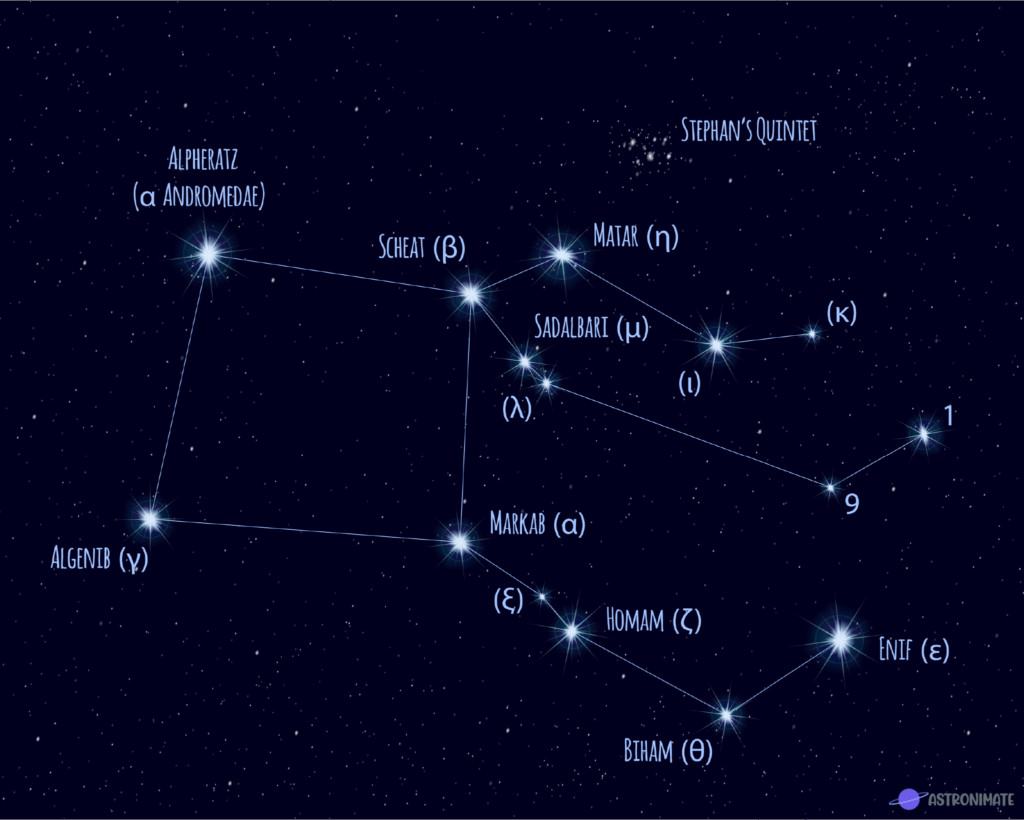 Stephan's Quintet
Alpheratz
(α Andromedae)
Scheat (β)
Matar (η)
Sadalbari (μ)
(κ)
(ι)
(λ)
1
9
Markab (α)
Algenib (γ)
(ξ)
Homam (ζ)
Enif (ε)
Biham (θ)
ASTRONIMATE